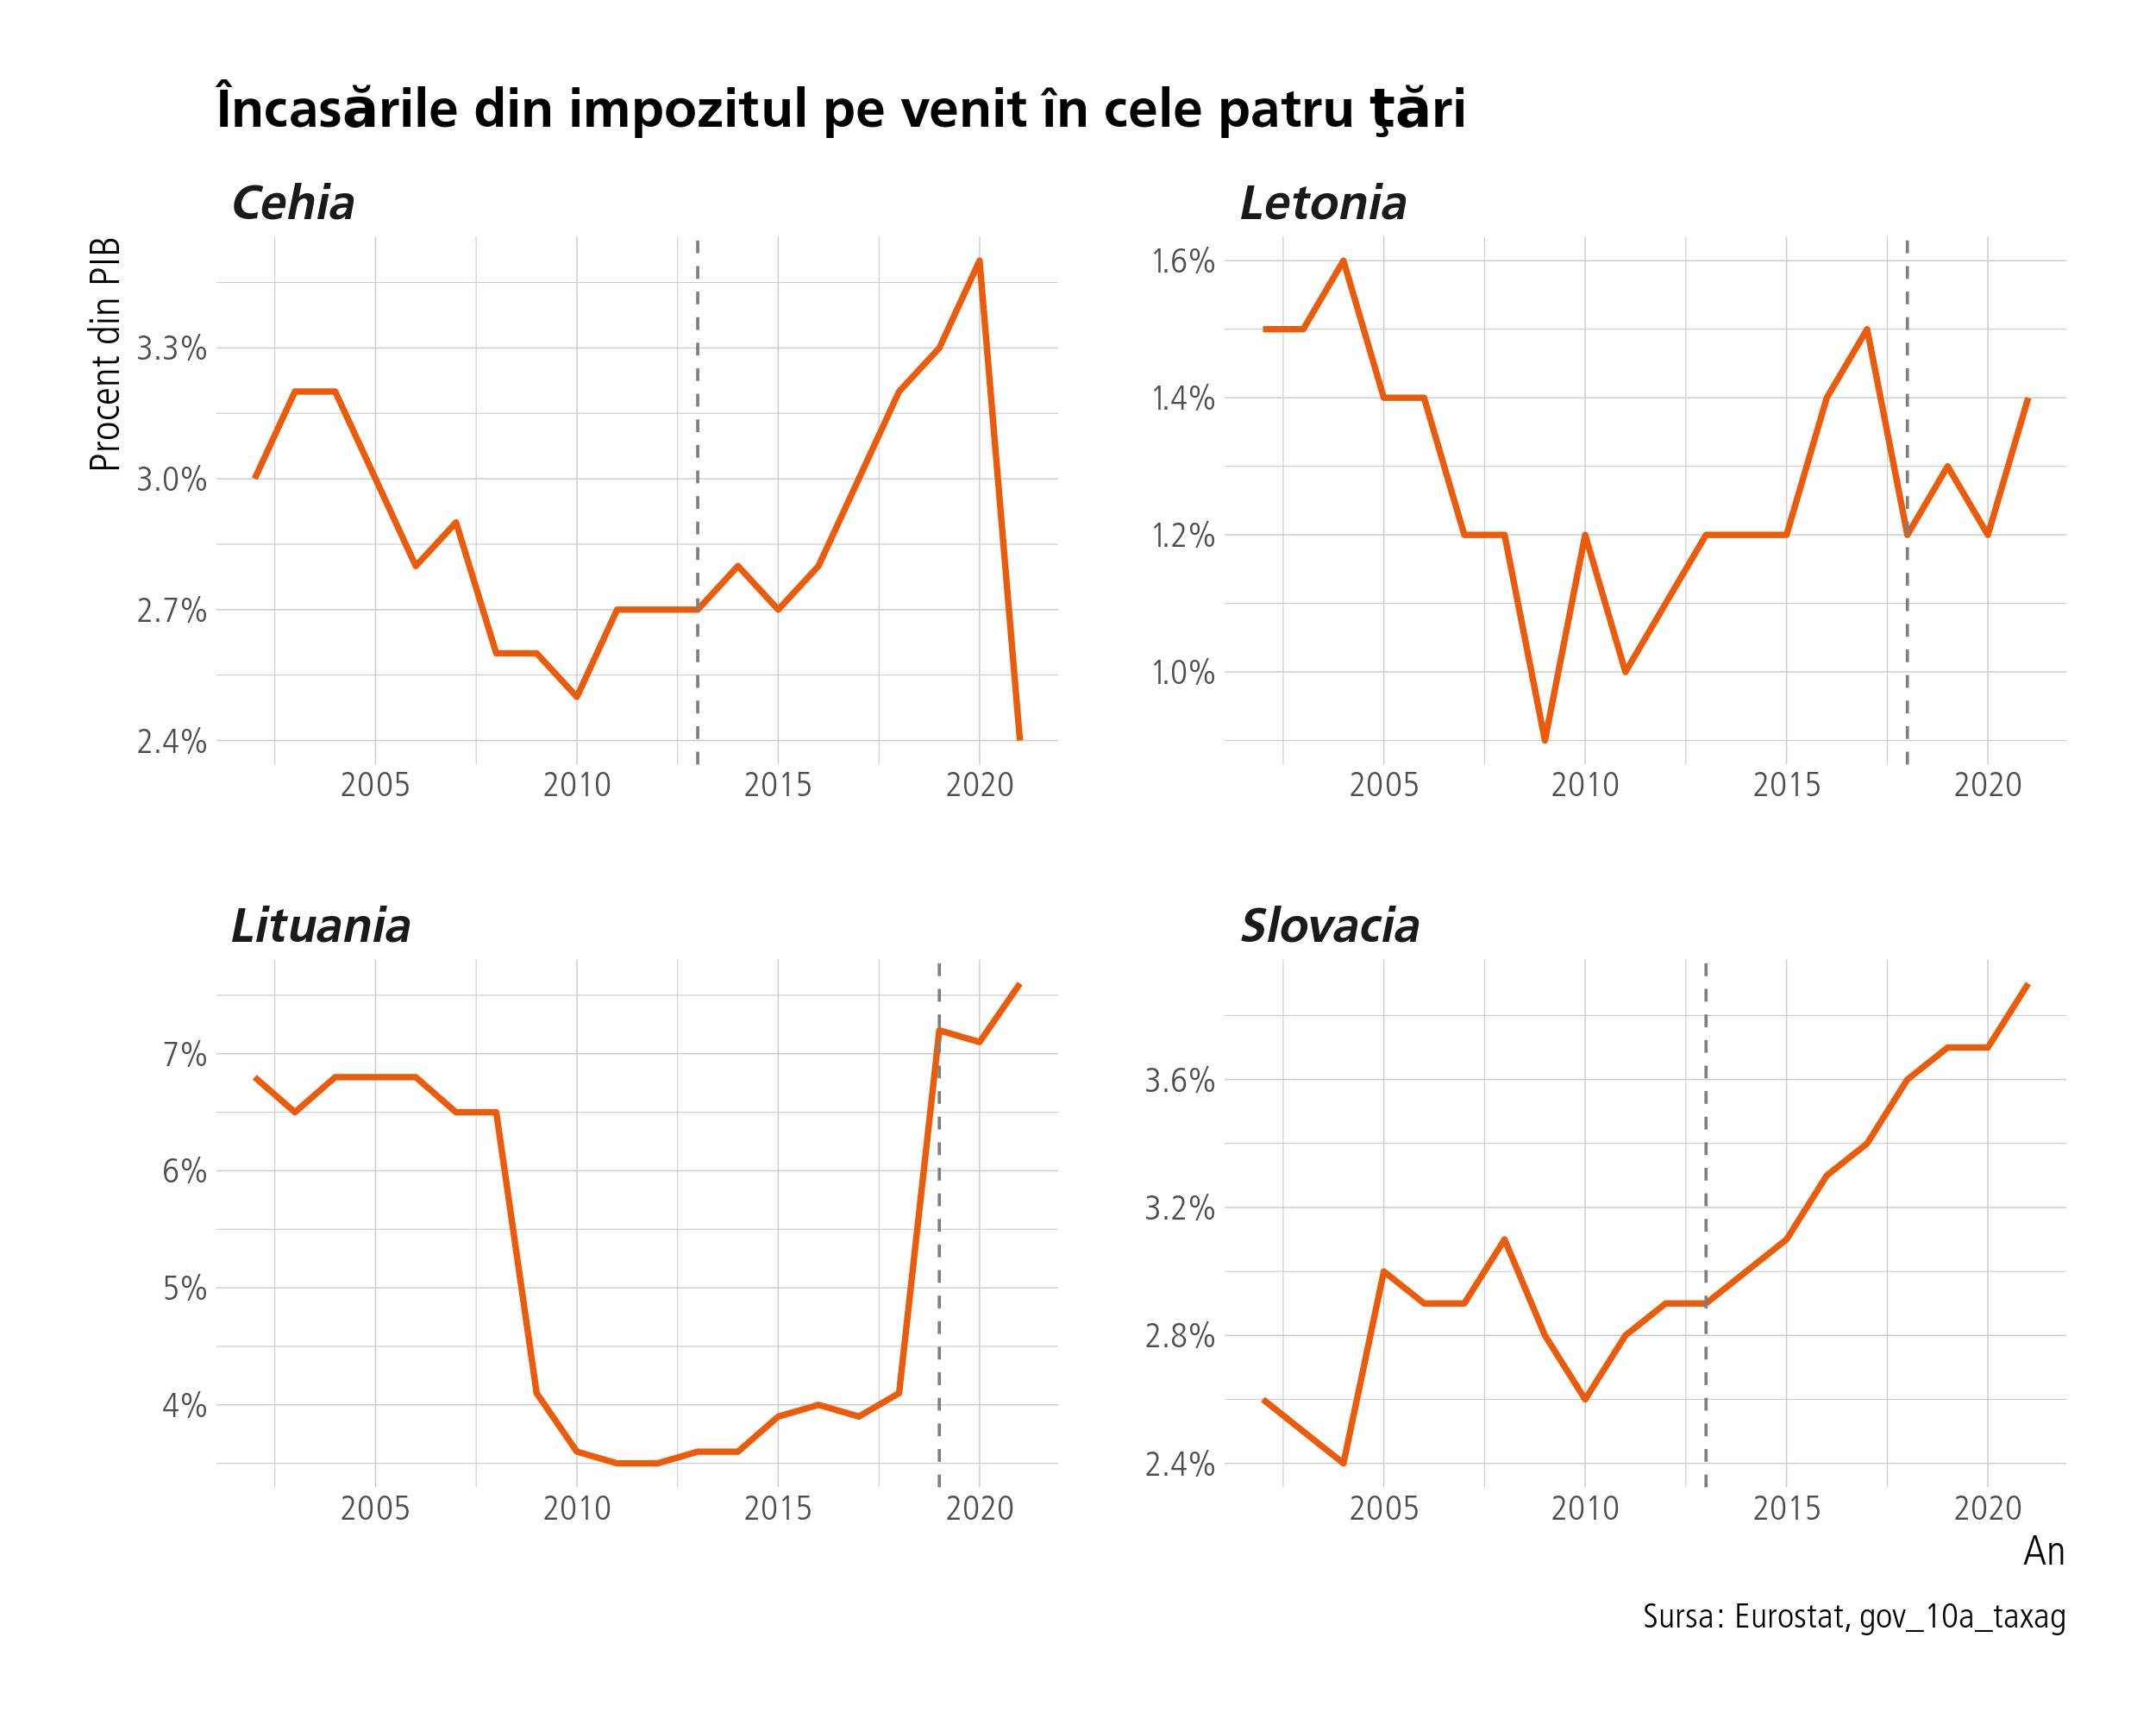 Încasările din impozitul pe venit în cele patru ţări
Cehia
Procent din PIB
3.3%
3.0%
2.7%
2.4%
2005 2010 2015 2020
Letonia
1.6%
1.4%
1.2%
1.0%
2005 2010 2015 2020
Lituania
7%
6%
5%
4%
2005 2010 2015 2020
Slovacia
3.6%
3.2%
2.8%
2.4%
2005 2010 2015 2020
An
Sursa: Eurostat, gov_10a_taxag